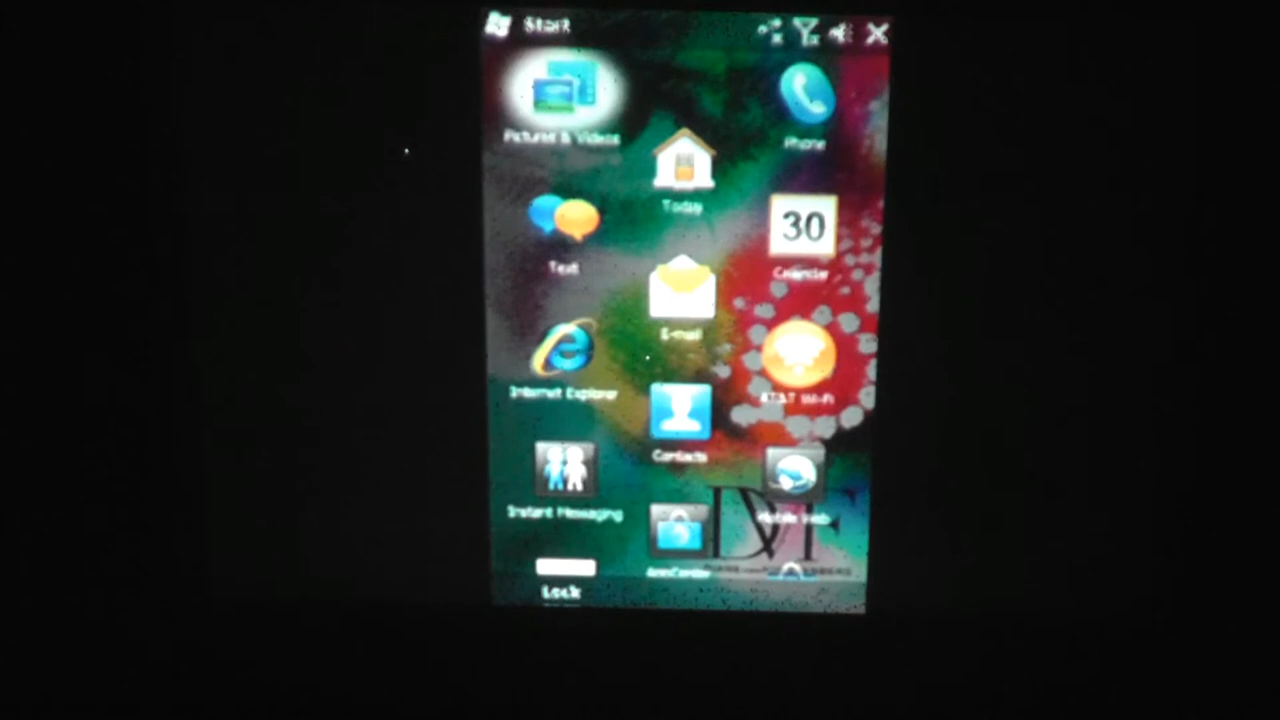 Start
Pictures & Videos
Phone
Today
Text
30
Calendar
E-mail
Internet Explorer
AT&T Wi-Fi
Contacts
Instant Messaging
Mobile Web
DVF
AppCenter
Lock